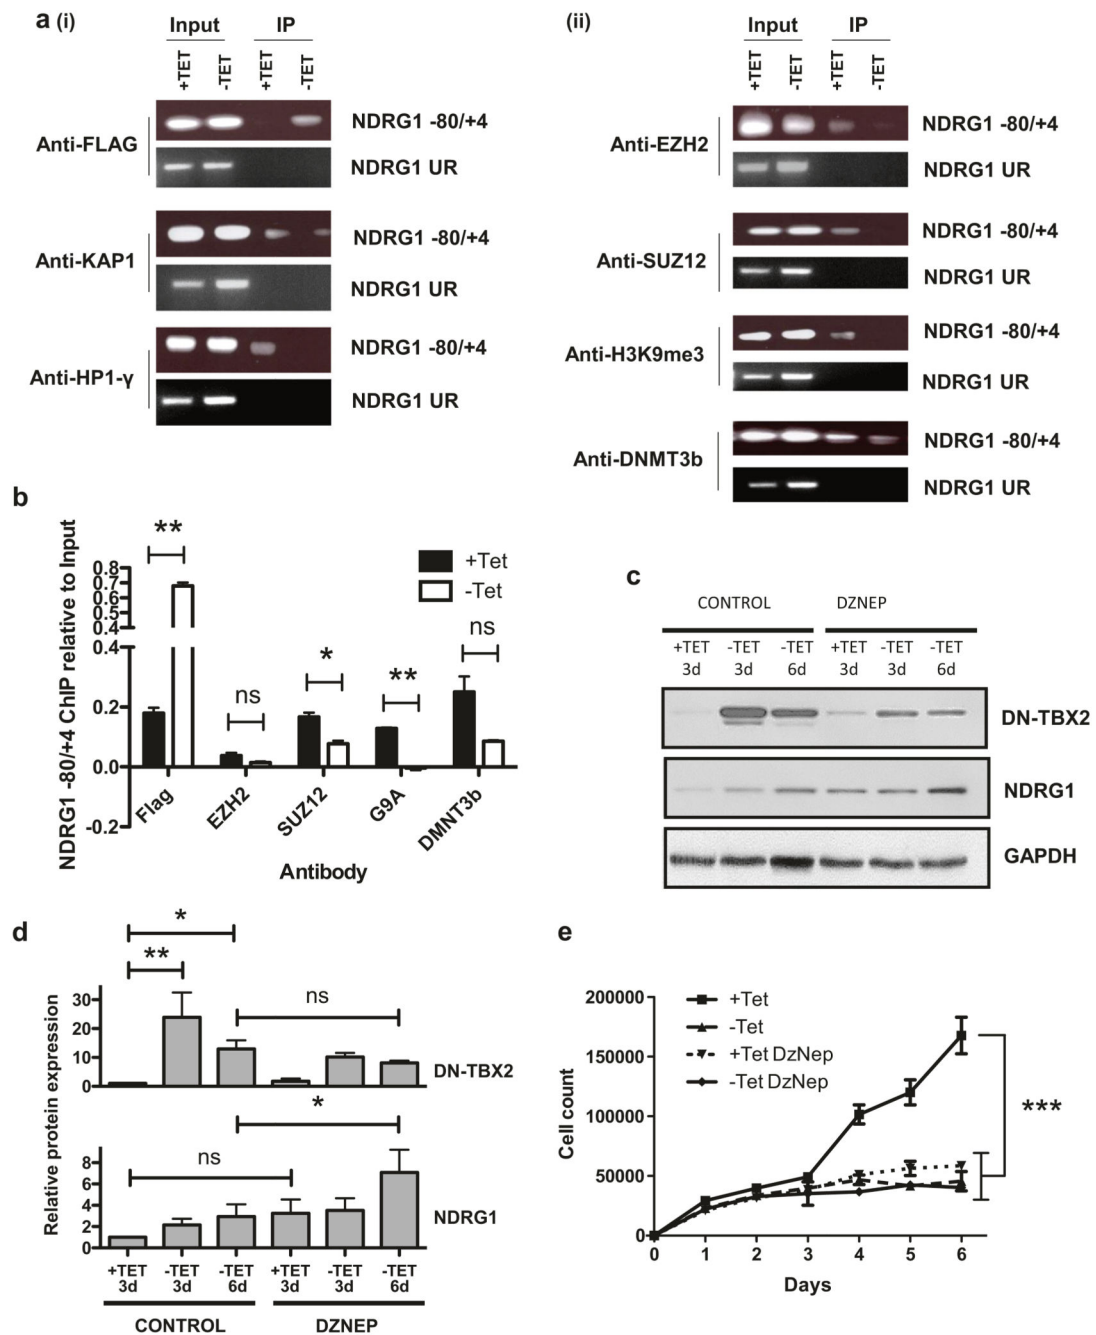 a (i)
Input IP
+TET -TET +TET -TET
Anti-FLAG
NDRG1 -80/+4
NDRG1 UR
Anti-KAP1
NDRG1 -80/+4
NDRG1 UR
Anti-HP1-γ
NDRG1 -80/+4
NDRG1 UR
(ii)
Input IP
+TET -TET +TET -TET
Anti-EZH2
NDRG1 -80/+4
NDRG1 UR
Anti-SUZ12
NDRG1 -80/+4
NDRG1 UR
Anti-H3K9me3
NDRG1 -80/+4
NDRG1 UR
Anti-DNMT3b
NDRG1 -80/+4
NDRG1 UR
b
NDRG1 -80/+4 ChIP relative to Input
0.8
0.7
0.6
0.5
0.4
0.4
0.2
0.0
-0.2
** ns * ** ns
+Tet
-Tet
Flag EZH2 SUZ12 G9A DMNT3b
Antibody
c
CONTROL DZNEP
+TET -TET -TET +TET -TET -TET
3d 3d 6d 3d 3d 6d
DN-TBX2
NDRG1
GAPDH
d
Relative protein expression
*
**
ns
30
20
10
0
DN-TBX2
*
ns
8
6
4
2
0
NDRG1
+TET -TET -TET +TET -TET -TET
3d 3d 6d 3d 3d 6d
CONTROL DZNEP
e
Cell count
200000
150000
100000
50000
0
+Tet
-Tet
+Tet DzNep
-Tet DzNep
***
0 1 2 3 4 5 6
Days